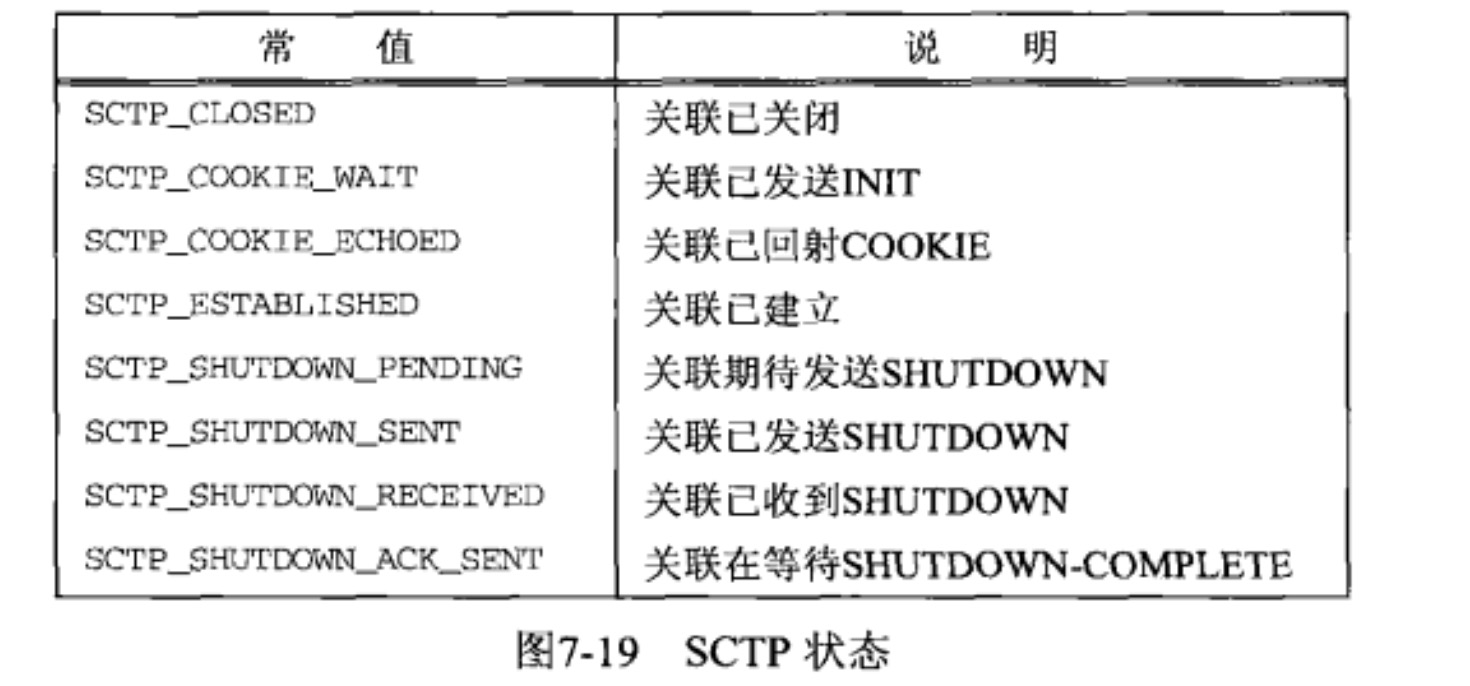 常 值 说 明
SCTP_CLOSED 关联已关闭
SCTP_COOKIE_WAIT 关联已发送INIT
SCTP_COOKIE_ECHOED 关联已回射COOKIE
SCTP_ESTABLISHED 关联已建立
SCTP_SHUTDOWN_PENDING 关联期待发送SHUTDOWN
SCTP_SHUTDOWN_SENT 关联已发送SHUTDOWN
SCTP_SHUTDOWN_RECEIVED 关联已收到SHUTDOWN
SCTP_SHUTDOWN_ACK_SENT 关联在等待SHUTDOWN-COMPLETE
图7-19 SCTP 状态